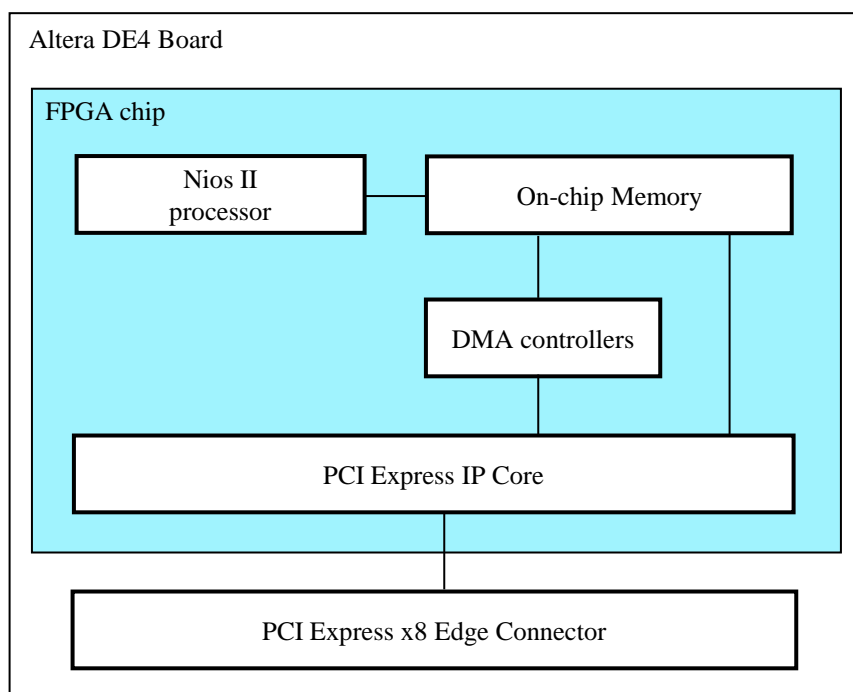 Altera DE4 Board
FPGA chip
Nios II
processor
On-chip Memory
DMA controllers
PCI Express IP Core
PCI Express x8 Edge Connector